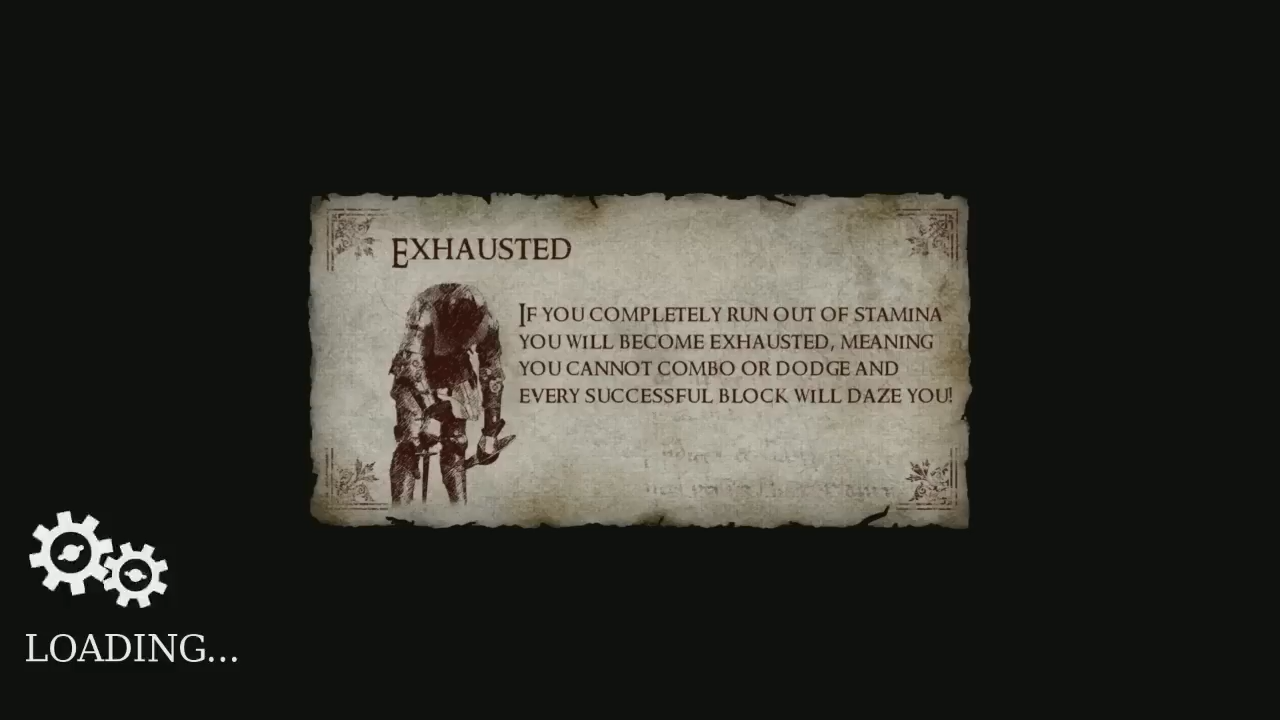 EXHAUSTED
IF YOU COMPLETELY RUN OUT OF STAMINA
YOU WILL BECOME EXHAUSTED, MEANING
YOU CANNOT COMBO OR DODGE AND
EVERY SUCCESSFUL BLOCK WILL DAZE YOU!
LOADING...